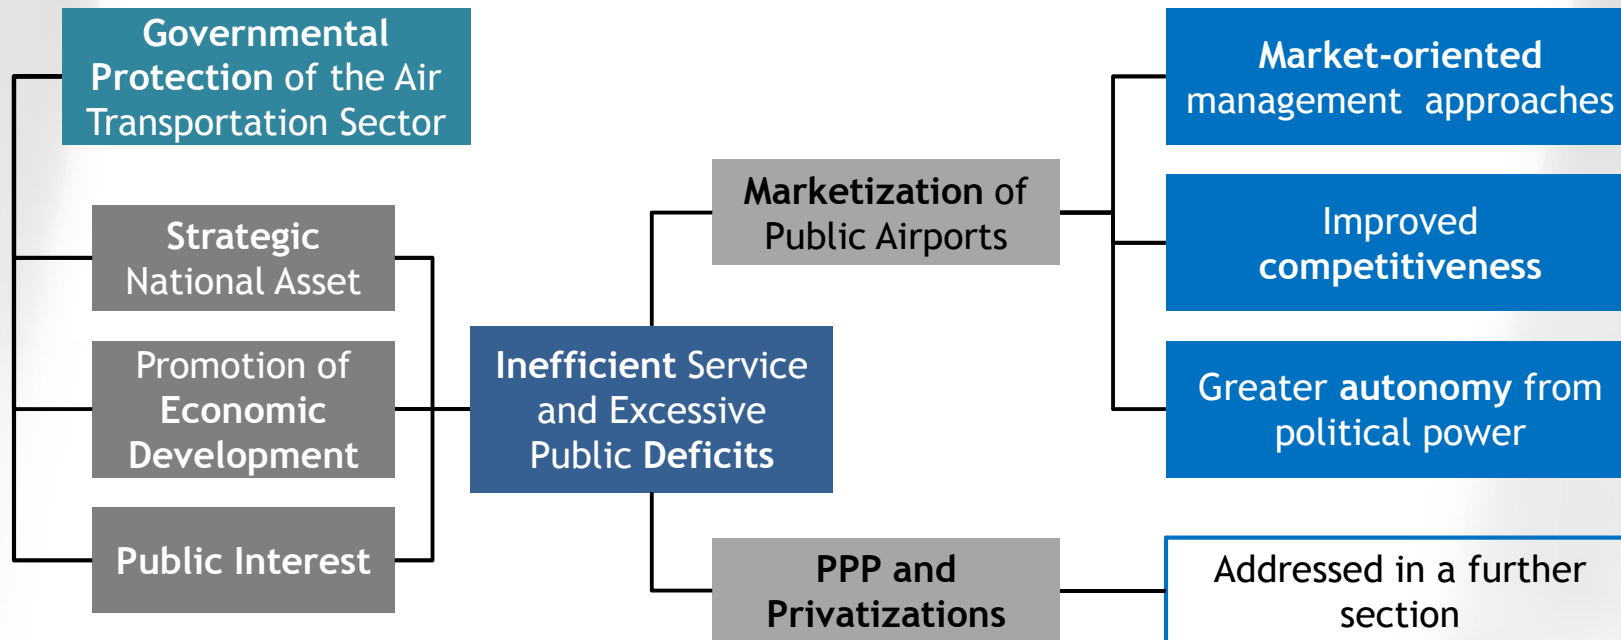 Governmental
Protection of the Air
Transportation Sector
Strategic
National Asset
Promotion of
Economic
Development
Public Interest
Inefficient Service
and Excessive
Public Deficits
Marketization of
Public Airports
PPP and
Privatizations
Market-oriented
management approaches
Improved
competitiveness
Greater autonomy from
political power
Addressed in a further
section